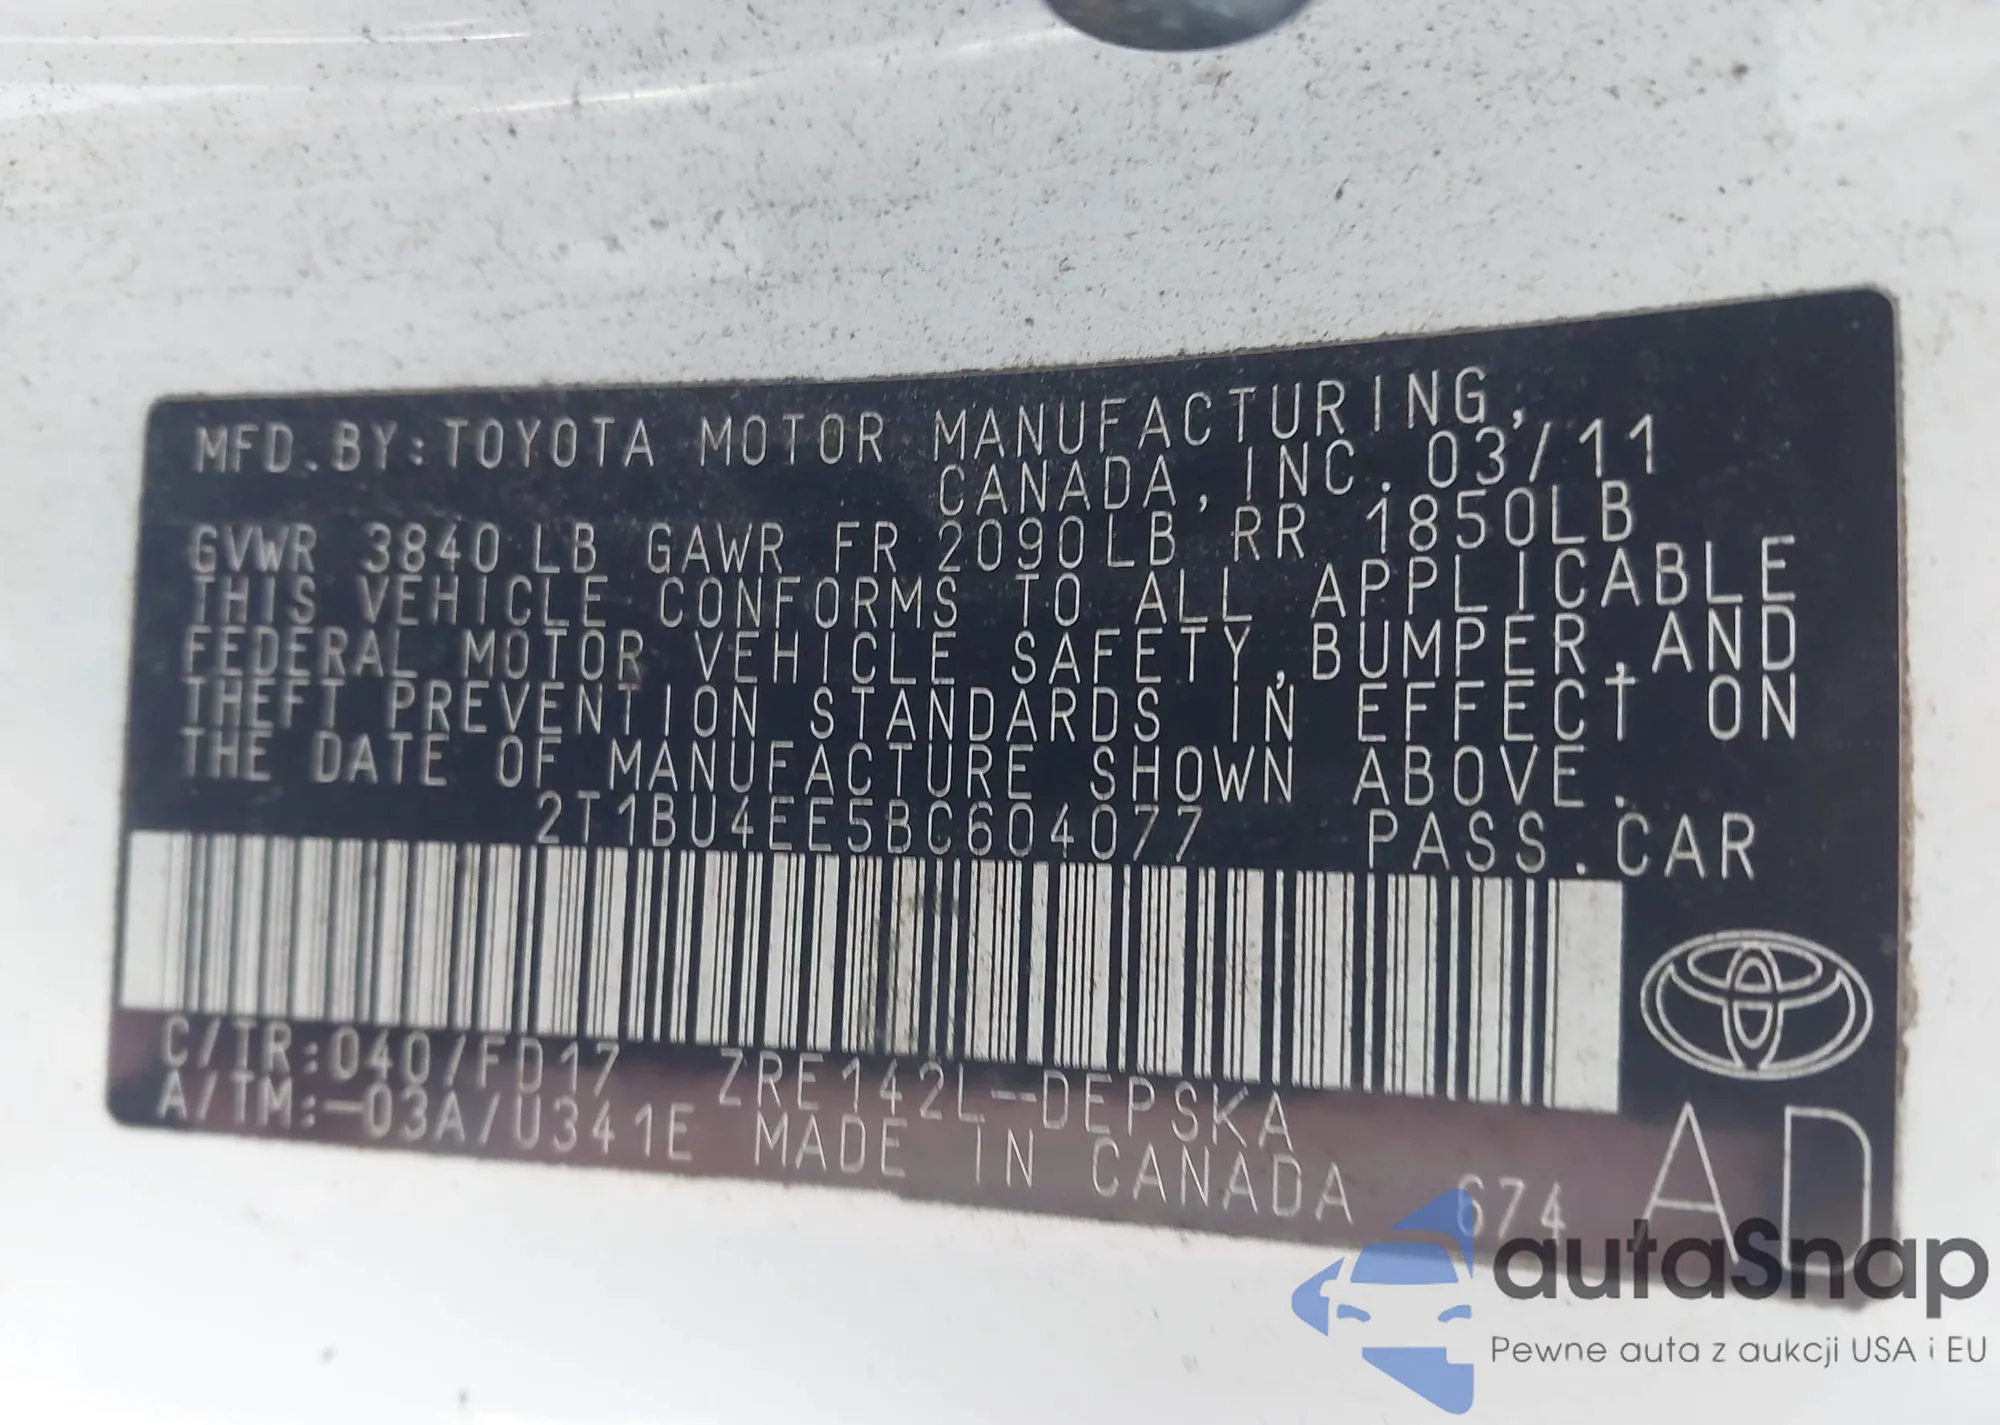 MFD.BY:TOYOTA MOTOR MANUFACTURING,
CANADA,INC.03/11
GVWR 3840LB GAWR FR 2090LB RR 1850LB
THIS VEHICLE CONFORMS TO ALL APPLICABLE
FEDERAL MOTOR VEHICLE SAFETY,BUMPER,AND
THEFT PREVENTION STANDARDS IN EFFECT ON
THE DATE OF MANUFACTURE SHOWN ABOVE.
2T1BU4EE5BC604077 PASS.CAR
C/TR:040/FD17 ZRE142L-DEPSKA
A/TM:-03A/U341E MADE IN CANADA 674 AD
autaSnap
Pewne auta z aukcji USA i EU